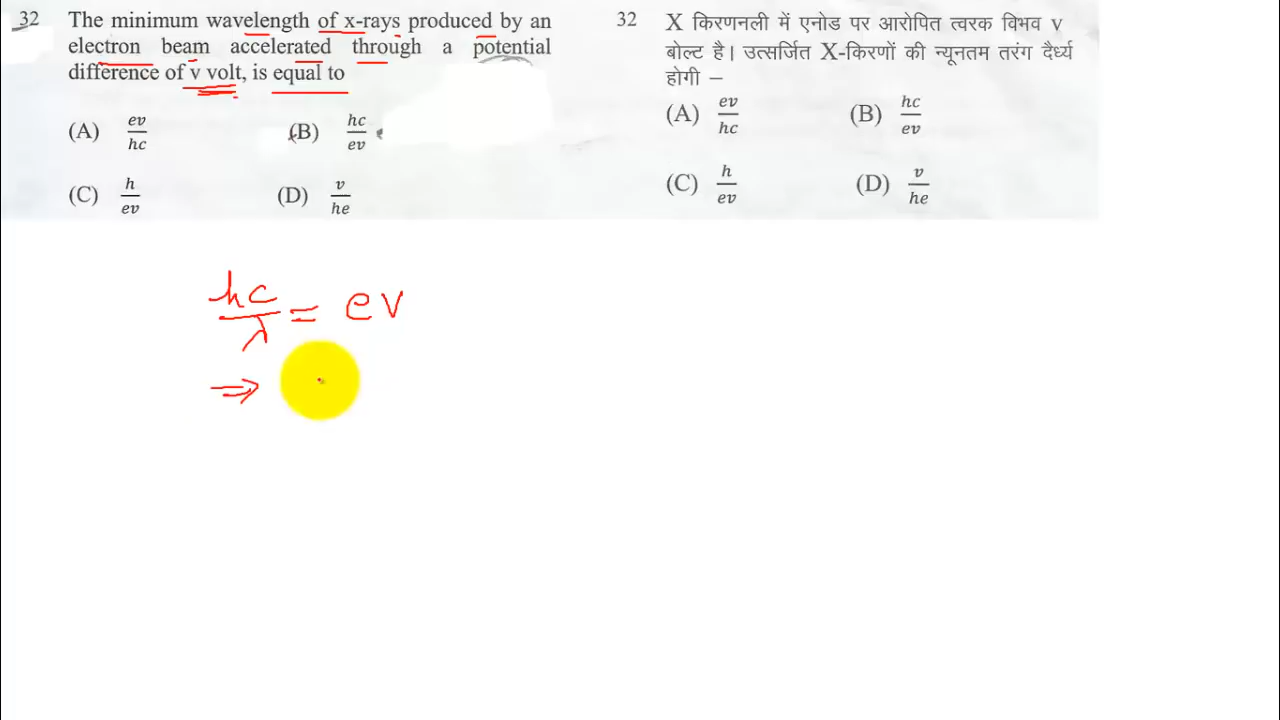 32 The minimum wavelength of x-rays produced by an
electron beam accelerated through a potential
difference of v volt, is equal to
(A) ev/hc (B) hc/ev
(C) h/ev (D) v/he
32 X किरणनली में एनोड पर आरोपित त्वरक विभव v
बोल्ट है। उत्सर्जित X-किरणों की न्यूनतम तरंग दैर्ध्य
होगी –
(A) ev/hc (B) hc/ev
(C) h/ev (D) v/he
hc/λ = ev
⇒